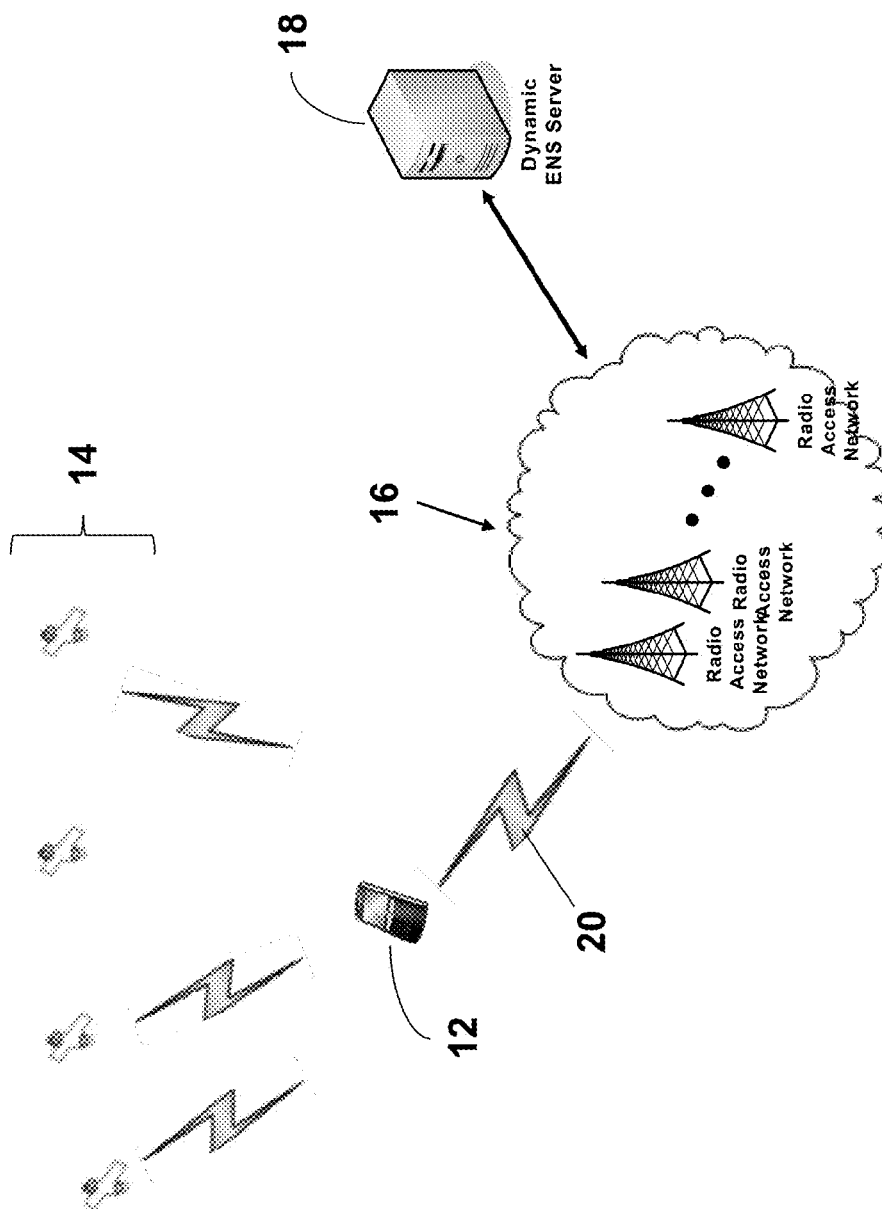 14
18
Dynamic
ENS Server
16
Radio
Access
Network
Radio
Access
Network
Radio
Access
Network
12
20